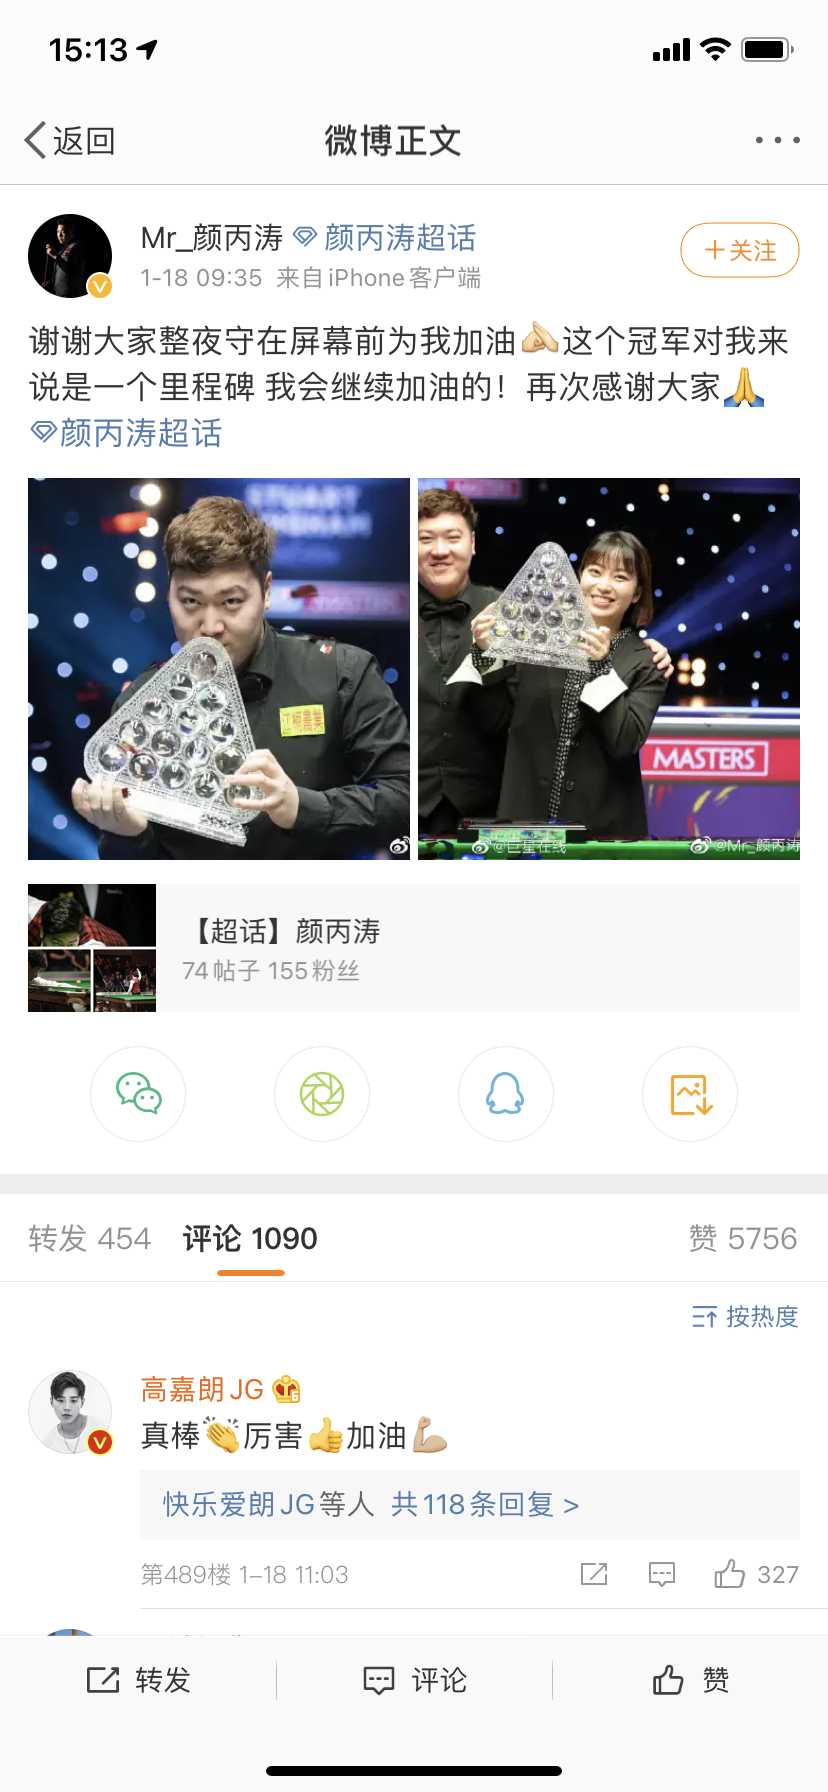 15:13
返回
微博正文
Mr_颜丙涛 颜丙涛超话
1-18 09:35 来自iPhone客户端
+关注
谢谢大家整夜守在屏幕前为我加油🫰🏻这个冠军对我来
说是一个里程碑 我会继续加油的！再次感谢大家🙏
颜丙涛超话
MASTERS
@巨星在线
@Mr_颜丙涛
【超话】颜丙涛
74帖子 155粉丝
转发 454 评论 1090 赞 5756
按热度
高嘉朗JG
真棒👏厉害👍加油💪🏼
快乐爱朗JG等人 共118条回复 >
第489楼 1-18 11:03
327
转发 评论 赞